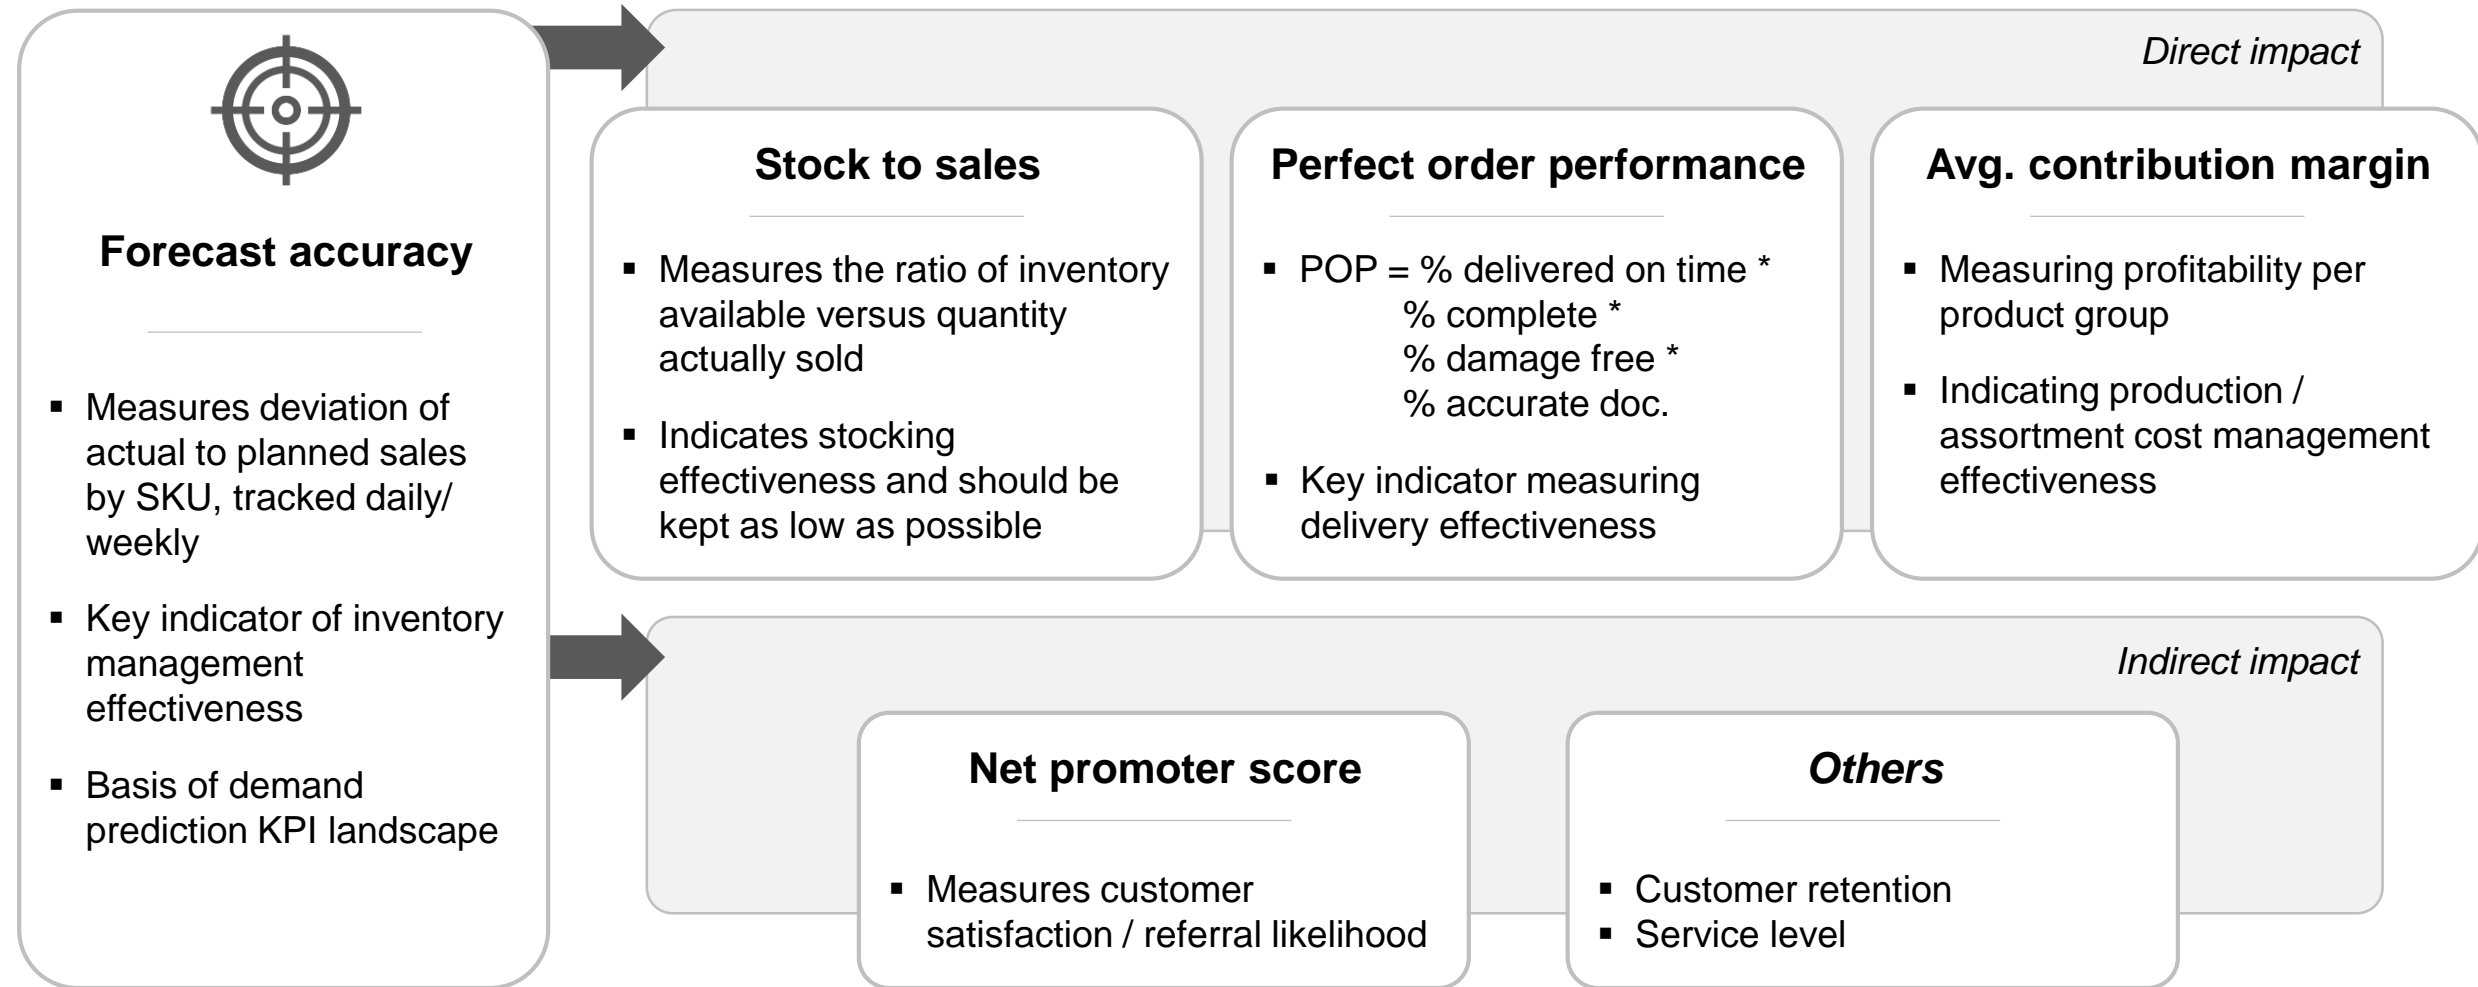 Forecast accuracy
▪ Measures deviation of
actual to planned sales
by SKU, tracked daily/
weekly
▪ Key indicator of inventory
management
effectiveness
▪ Basis of demand
prediction KPI landscape
Direct impact
Stock to sales
▪ Measures the ratio of inventory
available versus quantity
actually sold
▪ Indicates stocking
effectiveness and should be
kept as low as possible
Perfect order performance
▪ POP = % delivered on time *
% complete *
% damage free *
% accurate doc.
▪ Key indicator measuring
delivery effectiveness
Avg. contribution margin
▪ Measuring profitability per
product group
▪ Indicating production /
assortment cost management
effectiveness
Indirect impact
Net promoter score
▪ Measures customer
satisfaction / referral likelihood
Others
▪ Customer retention
▪ Service level